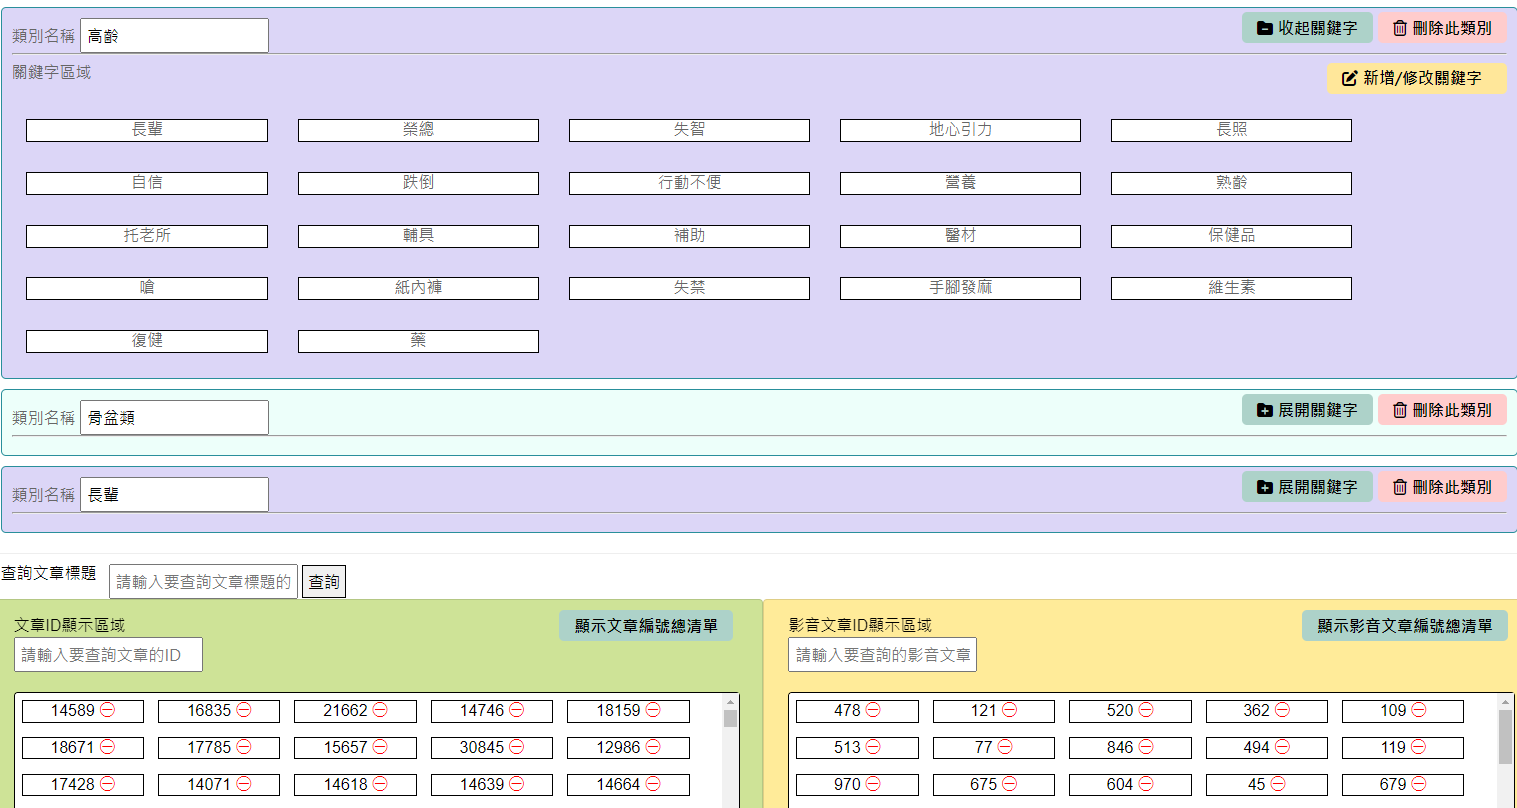 類別名稱 高齡 收起關鍵字 刪除此類別
關鍵字區域 新增/修改關鍵字
長輩 榮總 失智 地心引力 長照
自信 跌倒 行動不便 營養 熟齡
托老所 輔具 補助 醫材 保健品
嗆 紙內褲 失禁 手腳發麻 維生素
復健 藥
類別名稱 骨盆類 展開關鍵字 刪除此類別
類別名稱 長輩 展開關鍵字 刪除此類別
查詢文章標題 請輸入要查詢文章標題的 查詢
文章ID顯示區域 顯示文章編號總清單
請輸入要查詢文章的ID
14589 16835 21662 14746 18159
18671 17785 15657 30845 12986
17428 14071 14618 14639 14664
影音文章ID顯示區域 顯示影音文章編號總清單
請輸入要查詢的影音文章
478 121 520 362 109
513 77 846 494 119
970 675 604 45 679